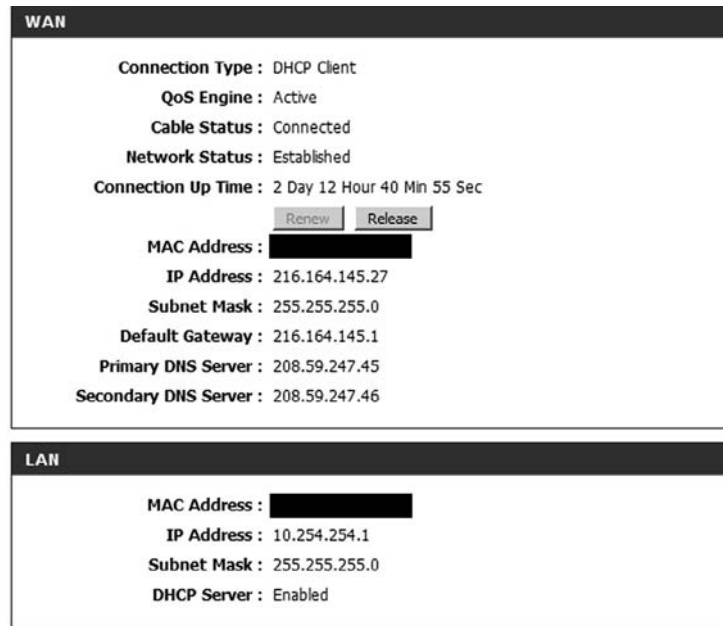 WAN
Connection Type : DHCP Client
QoS Engine : Active
Cable Status : Connected
Network Status : Established
Connection Up Time : 2 Day 12 Hour 40 Min 55 Sec
Renew Release
MAC Address :
IP Address : 216.164.145.27
Subnet Mask : 255.255.255.0
Default Gateway : 216.164.145.1
Primary DNS Server : 208.59.247.45
Secondary DNS Server : 208.59.247.46
LAN
MAC Address :
IP Address : 10.254.254.1
Subnet Mask : 255.255.255.0
DHCP Server : Enabled